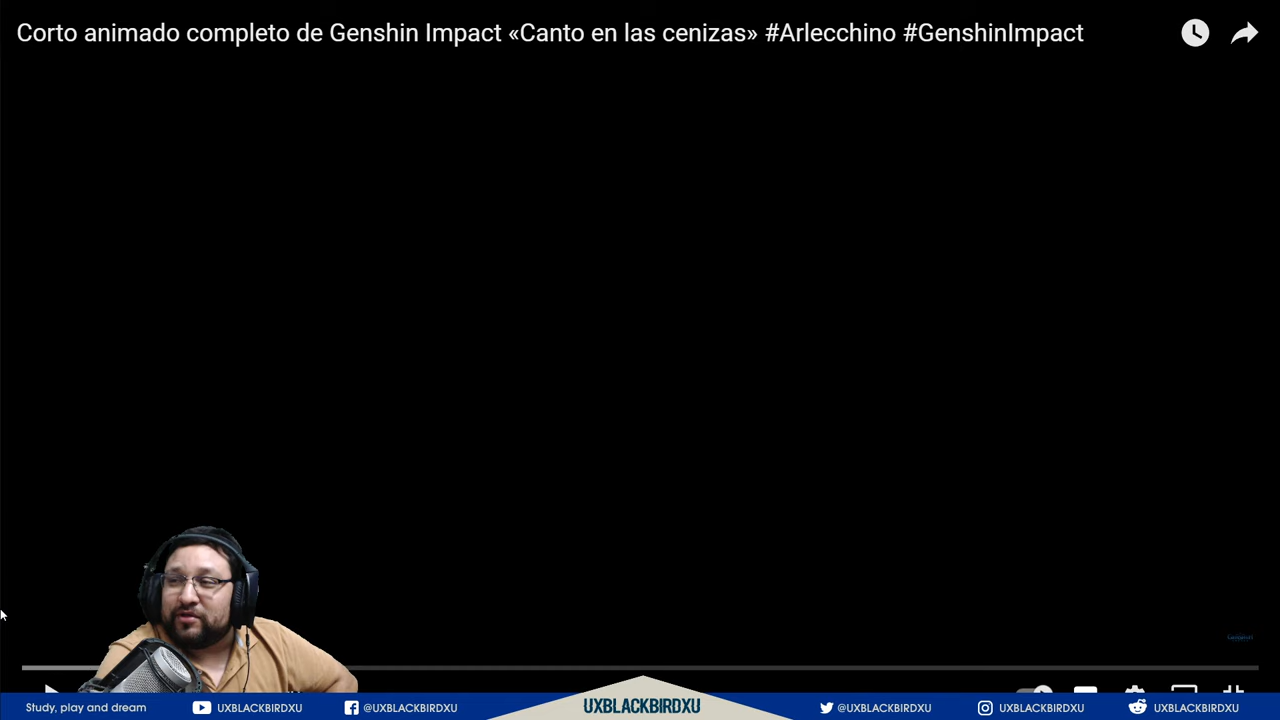 Corto animado completo de Genshin Impact «Canto en las cenizas» #Arlecchino #GenshinImpact
Genshin
Study, play and dream
UXBLACKBIRDXU
@UXBLACKBIRDXU
UXBLACKBIRDXU
@UXBLACKBIRDXU
UXBLACKBIRDXU
UXBLACKBIRDXU